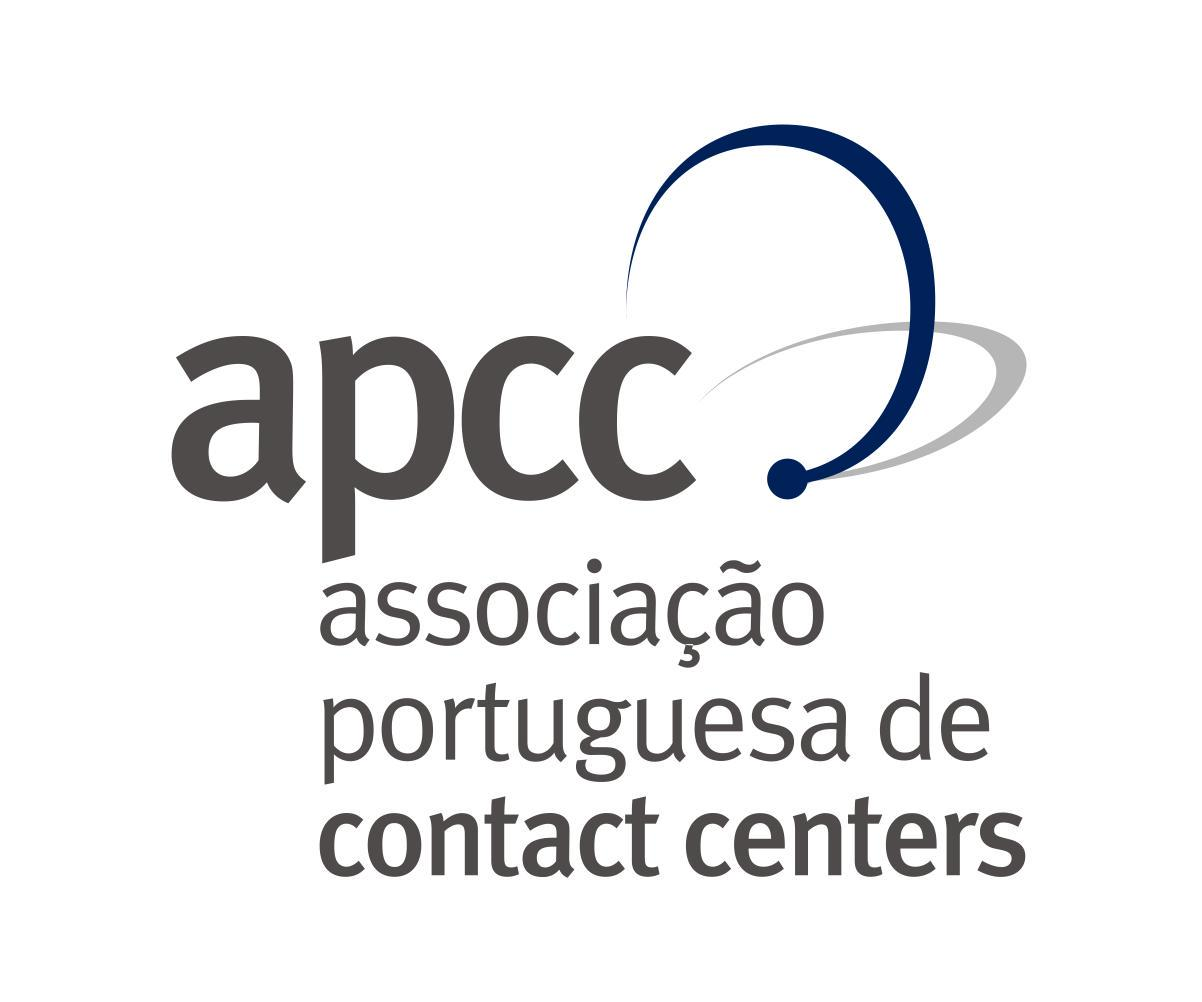 apcc
associação
portuguesa de
contact centers